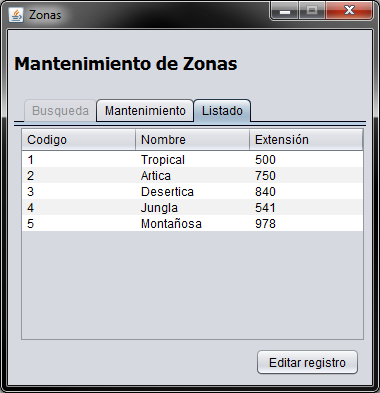 Zonas
Mantenimiento de Zonas
Busqueda Mantenimiento Listado
Codigo Nombre Extensión
1 Tropical 500
2 Artica 750
3 Desertica 840
4 Jungla 541
5 Montañosa 978
Editar registro